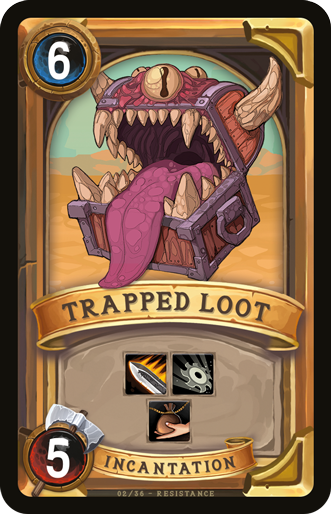 6
TRAPPED LOOT
5
INCANTATION
02/36 - RESISTANCE